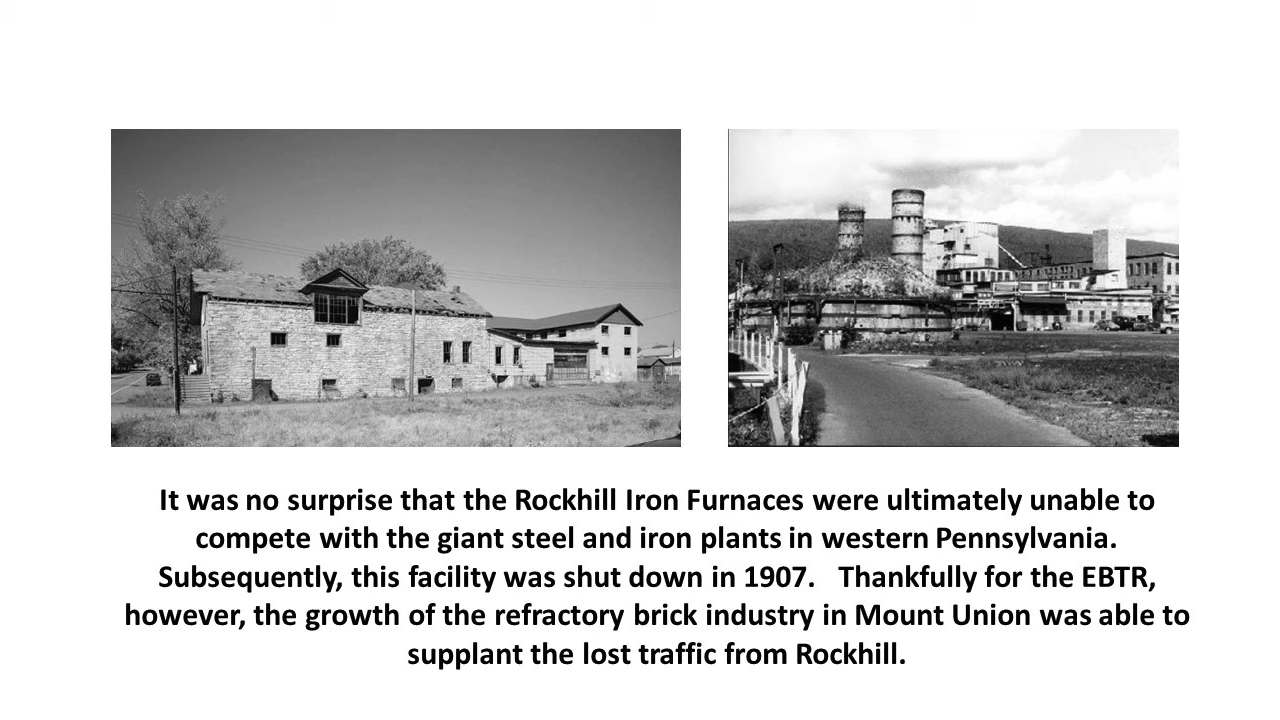 It was no surprise that the Rockhill Iron Furnaces were ultimately unable to
compete with the giant steel and iron plants in western Pennsylvania.
Subsequently, this facility was shut down in 1907.   Thankfully for the EBTR,
however, the growth of the refractory brick industry in Mount Union was able to
supplant the lost traffic from Rockhill.